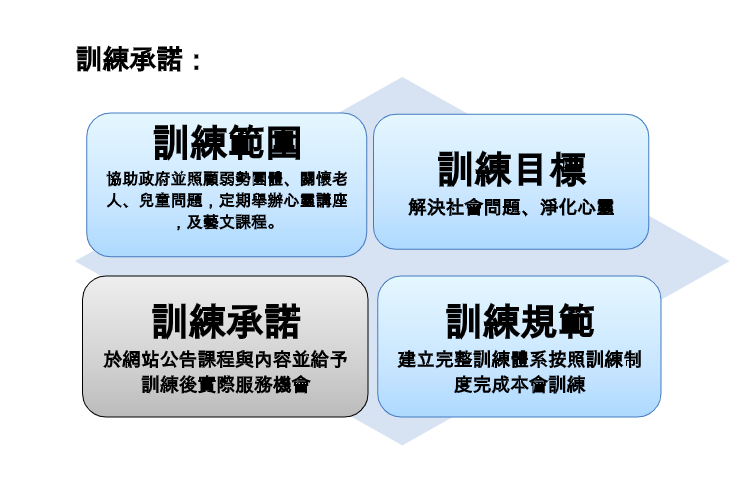 訓練承諾：
訓練範圍
協助政府並照顧弱勢團體、關懷老
人、兒童問題，定期舉辦心靈講座
，及藝文課程。
訓練目標
解決社會問題、淨化心靈
訓練承諾
於網站公告課程與內容並給予
訓練後實際服務機會
訓練規範
建立完整訓練體系按照訓練制
度完成本會訓練